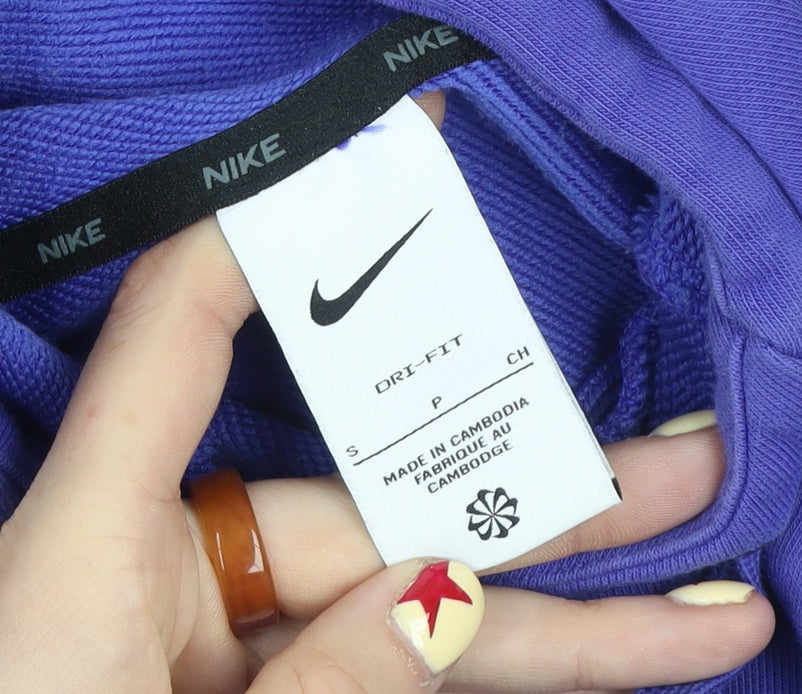 NIKE
NIKE
NIKE
DRI-FIT
S P CH
MADE IN CAMBODIA
FABRIQUE AU
CAMBODGE